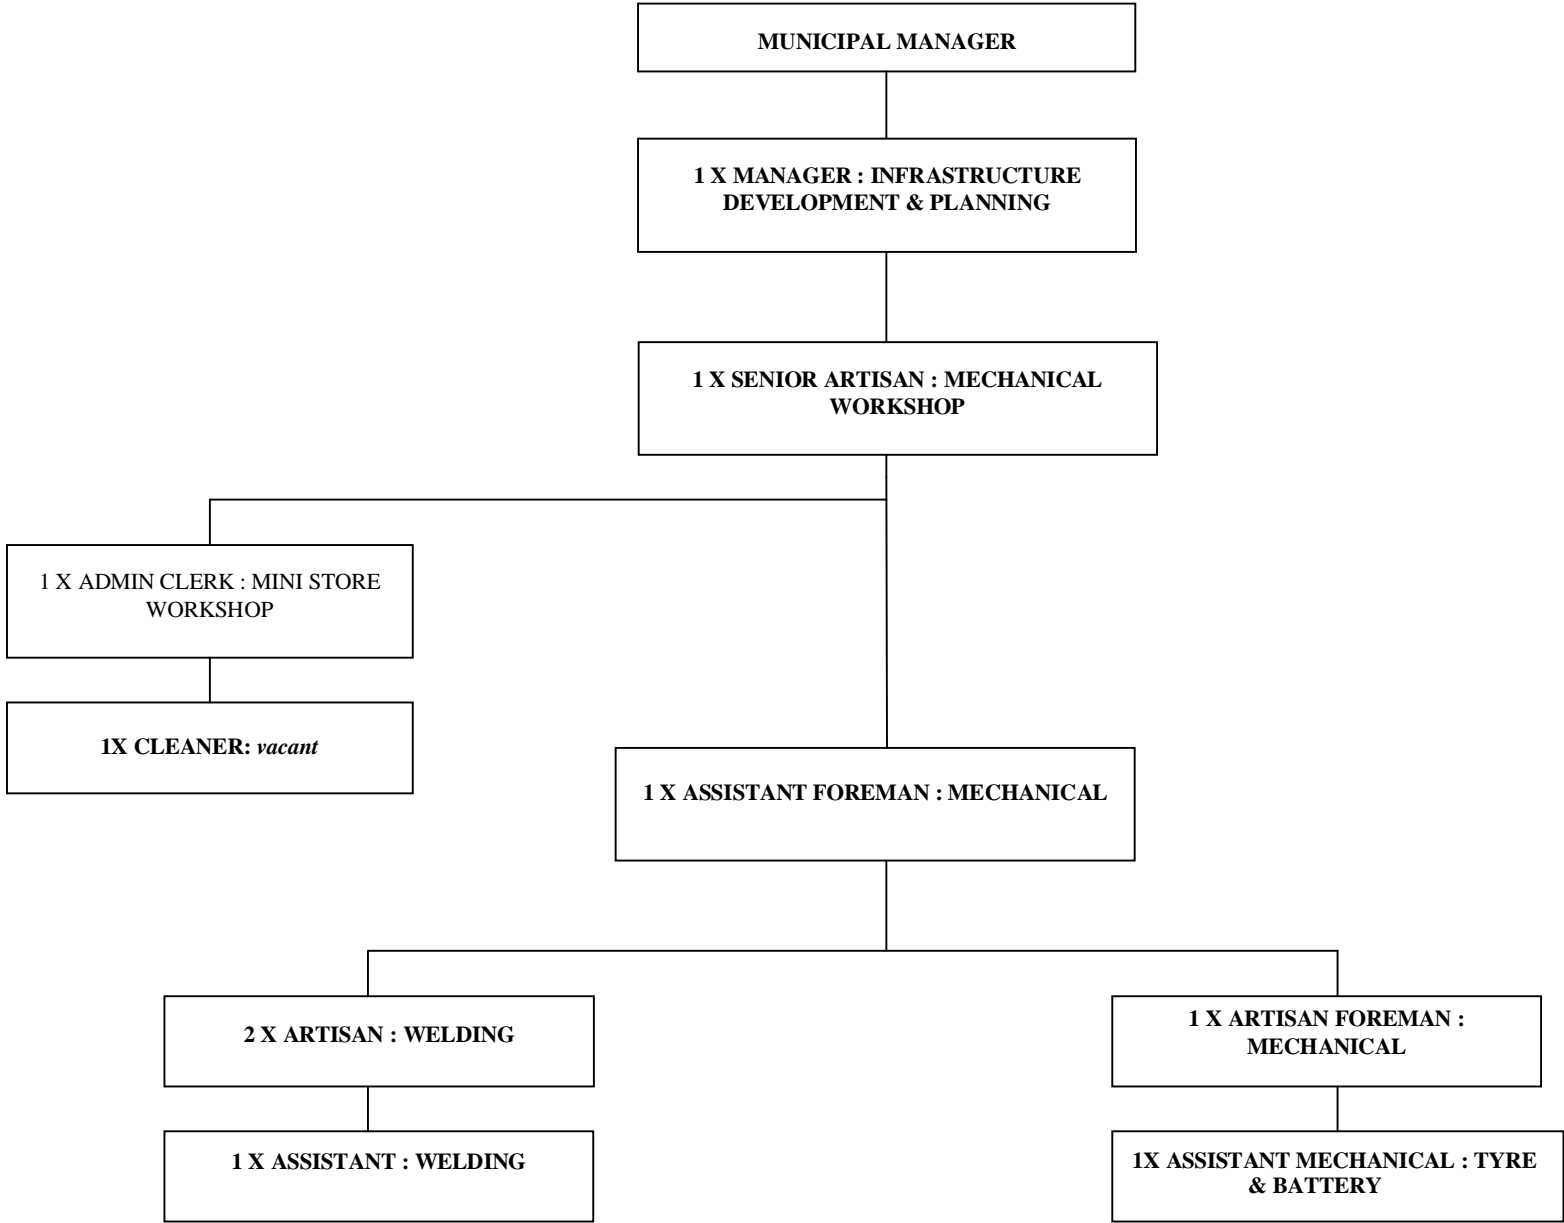 MUNICIPAL MANAGER
1 X MANAGER : INFRASTRUCTURE
DEVELOPMENT & PLANNING
1 X SENIOR ARTISAN : MECHANICAL
WORKSHOP
1 X ADMIN CLERK : MINI STORE
WORKSHOP
1X CLEANER: vacant
1 X ASSISTANT FOREMAN : MECHANICAL
2 X ARTISAN : WELDING
1 X ASSISTANT : WELDING
1 X ARTISAN FOREMAN :
MECHANICAL
1X ASSISTANT MECHANICAL : TYRE
& BATTERY